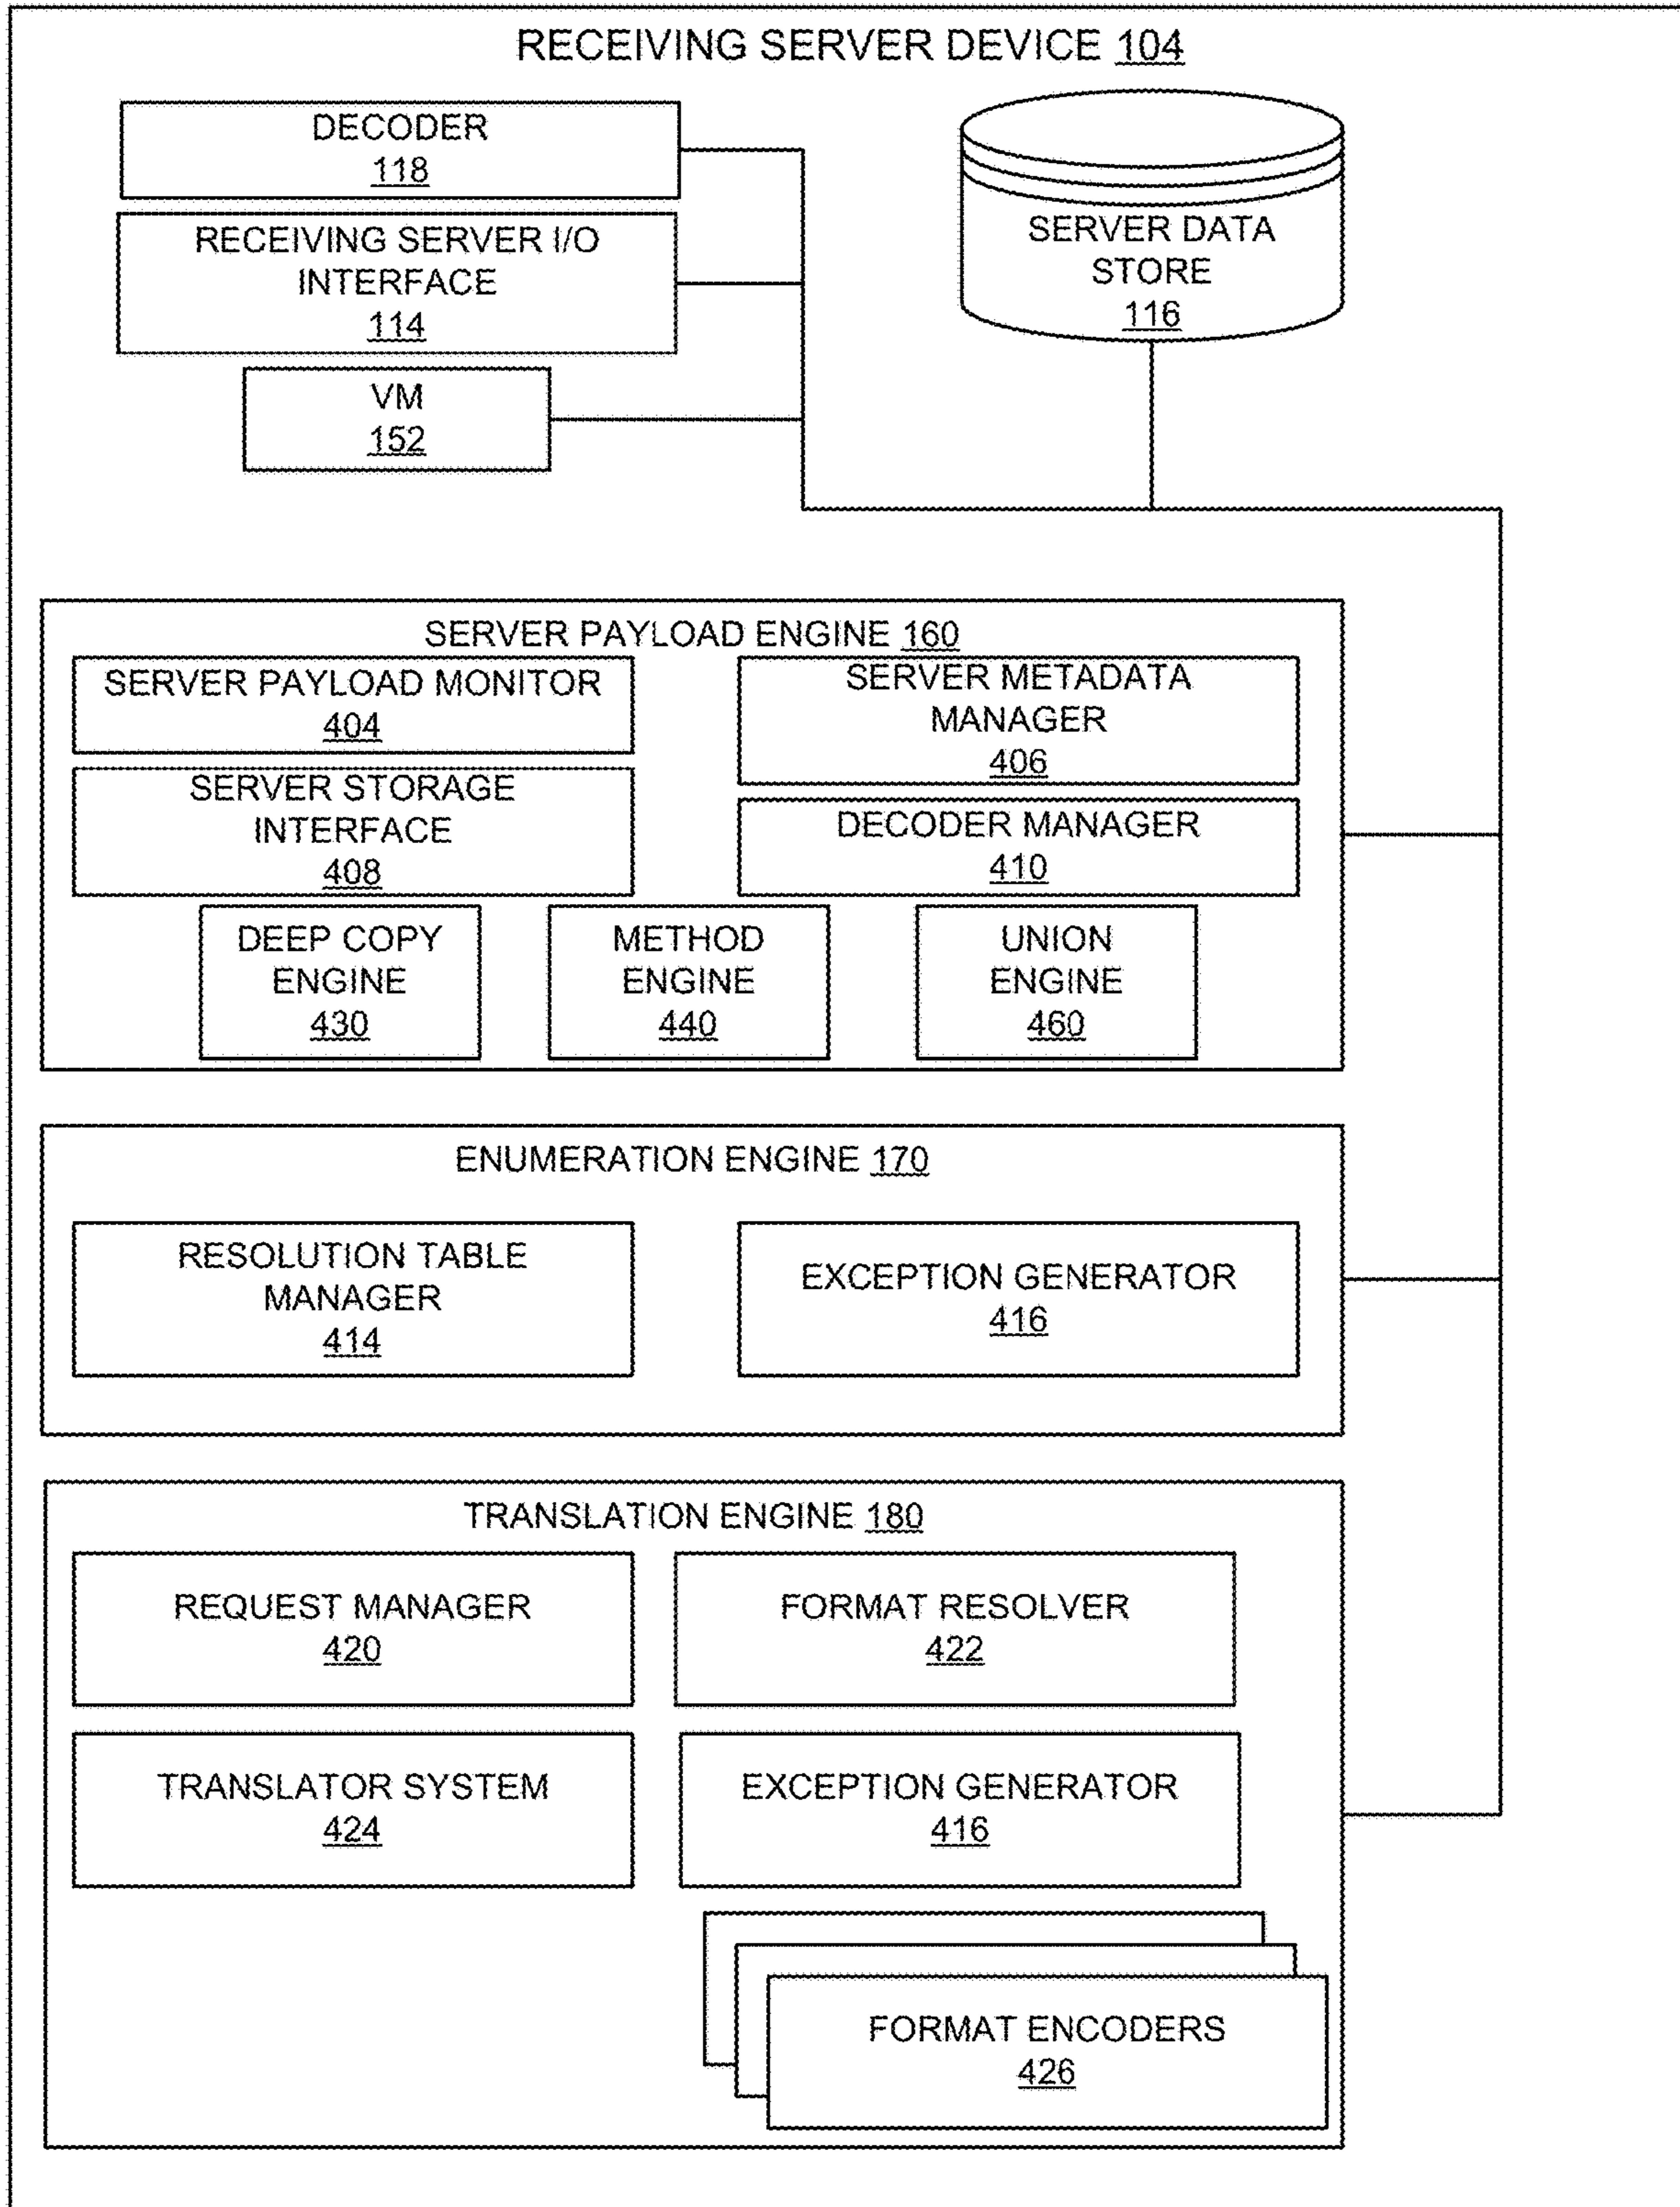 RECEIVING SERVER DEVICE 104
DECODER
118
RECEIVING SERVER I/O
INTERFACE
114
VM
152
SERVER DATA
STORE
116
SERVER PAYLOAD ENGINE 160
SERVER PAYLOAD MONITOR
404
SERVER METADATA
MANAGER
406
SERVER STORAGE
INTERFACE
408
DECODER MANAGER
410
DEEP COPY
ENGINE
430
METHOD
ENGINE
440
UNION
ENGINE
460
ENUMERATION ENGINE 170
RESOLUTION TABLE
MANAGER
414
EXCEPTION GENERATOR
416
TRANSLATION ENGINE 180
REQUEST MANAGER
420
FORMAT RESOLVER
422
TRANSLATOR SYSTEM
424
EXCEPTION GENERATOR
416
FORMAT ENCODERS
426